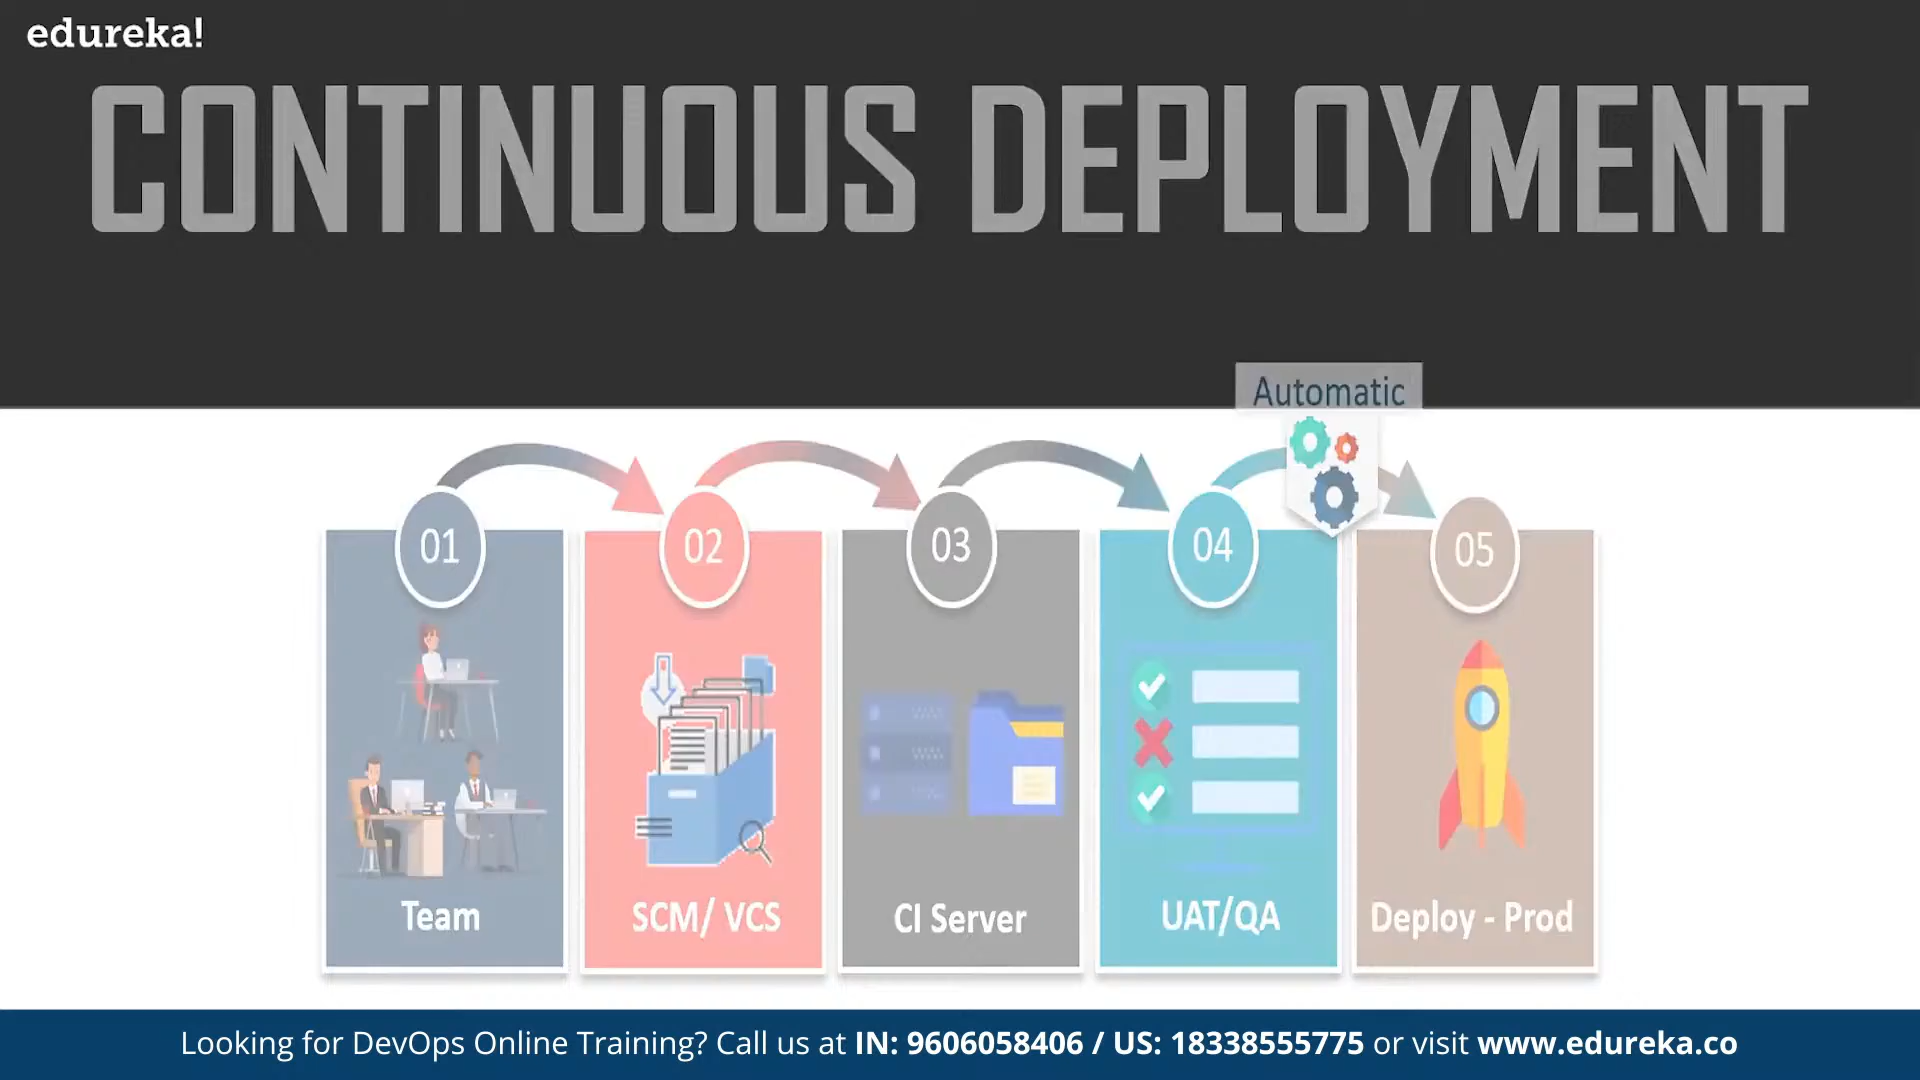 edureka!
CONTINUOUS DEPLOYMENT
Automatic
01
02
03
04
05
Team
SCM/ VCS
CI Server
UAT/QA
Deploy - Prod
Looking for DevOps Online Training? Call us at IN: 9606058406 / US: 18338555775 or visit www.edureka.co